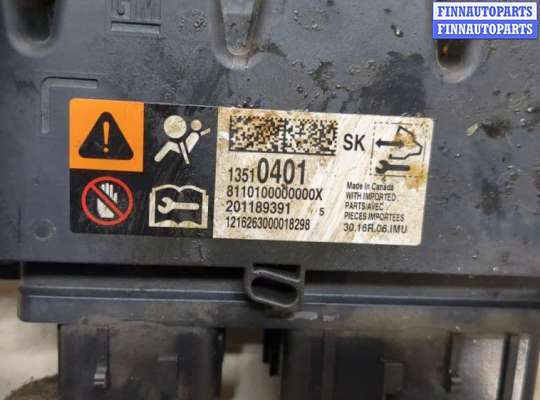 FINNAUTOPARTS
FINNAUTOPARTS
GM
SK
13510401
8110100000000X
201189391 5
1216263000018298
Made in Canada
WITH IMPORTED
PARTS/AVEC
PIECES IMPORTEES
30.16R.06.IMU